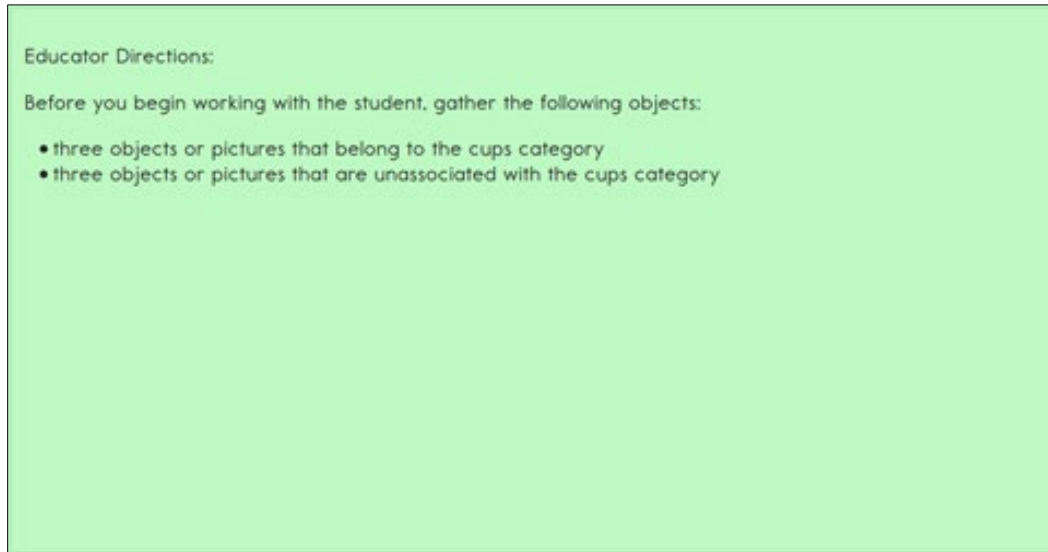 Educator Directions:
Before you begin working with the student, gather the following objects:
• three objects or pictures that belong to the cups category
• three objects or pictures that are unassociated with the cups category